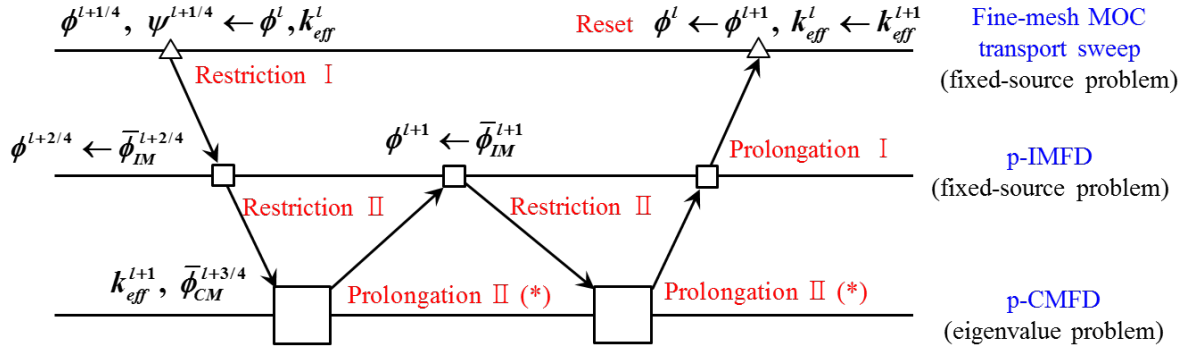 ϕ^{l+1/4}, ψ^{l+1/4} ← ϕ^l, k_{eff}^l
Reset ϕ^l ← ϕ^{l+1}, k_{eff}^l ← k_{eff}^{l+1}
Fine-mesh MOC
transport sweep
(fixed-source problem)
Restriction Ⅰ
ϕ^{l+2/4} ← ϕ̄_{IM}^{l+2/4}
ϕ^{l+1} ← ϕ̄_{IM}^{l+1}
Prolongation Ⅰ
p-IMFD
(fixed-source problem)
Restriction Ⅱ
Restriction Ⅱ
k_{eff}^{l+1}, ϕ̄_{CM}^{l+3/4}
Prolongation Ⅱ (*)
Prolongation Ⅱ (*)
p-CMFD
(eigenvalue problem)